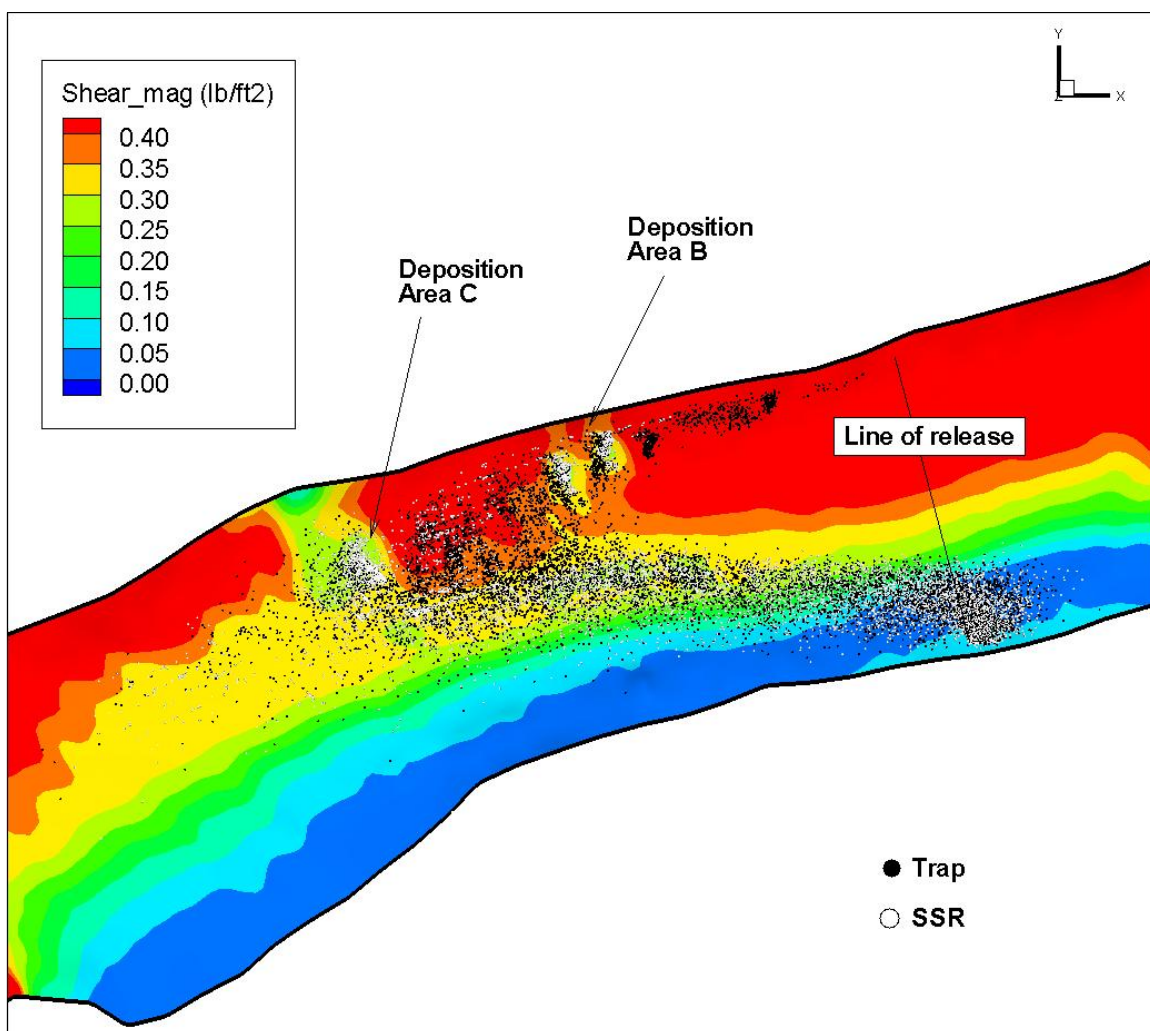 Shear_mag (lb/ft2)
0.40
0.35
0.30
0.25
0.20
0.15
0.10
0.05
0.00
Y
Z
X
Deposition
Area B
Deposition
Area C
Line of release
Trap
SSR